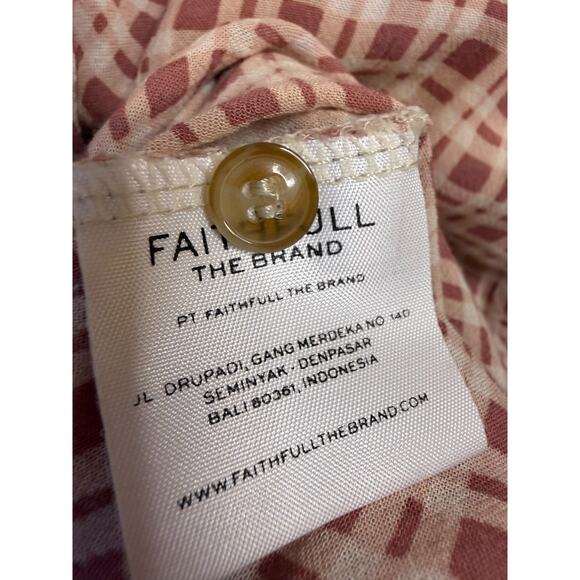 FAITHFULL
THE BRAND
PT FAITHFULL THE BRAND
JL DRUPADI, GANG MERDEKA NO 14D
SEMINYAK - DENPASAR
BALI 80361, INDONESIA
WWW.FAITHFULLTHEBRAND.COM